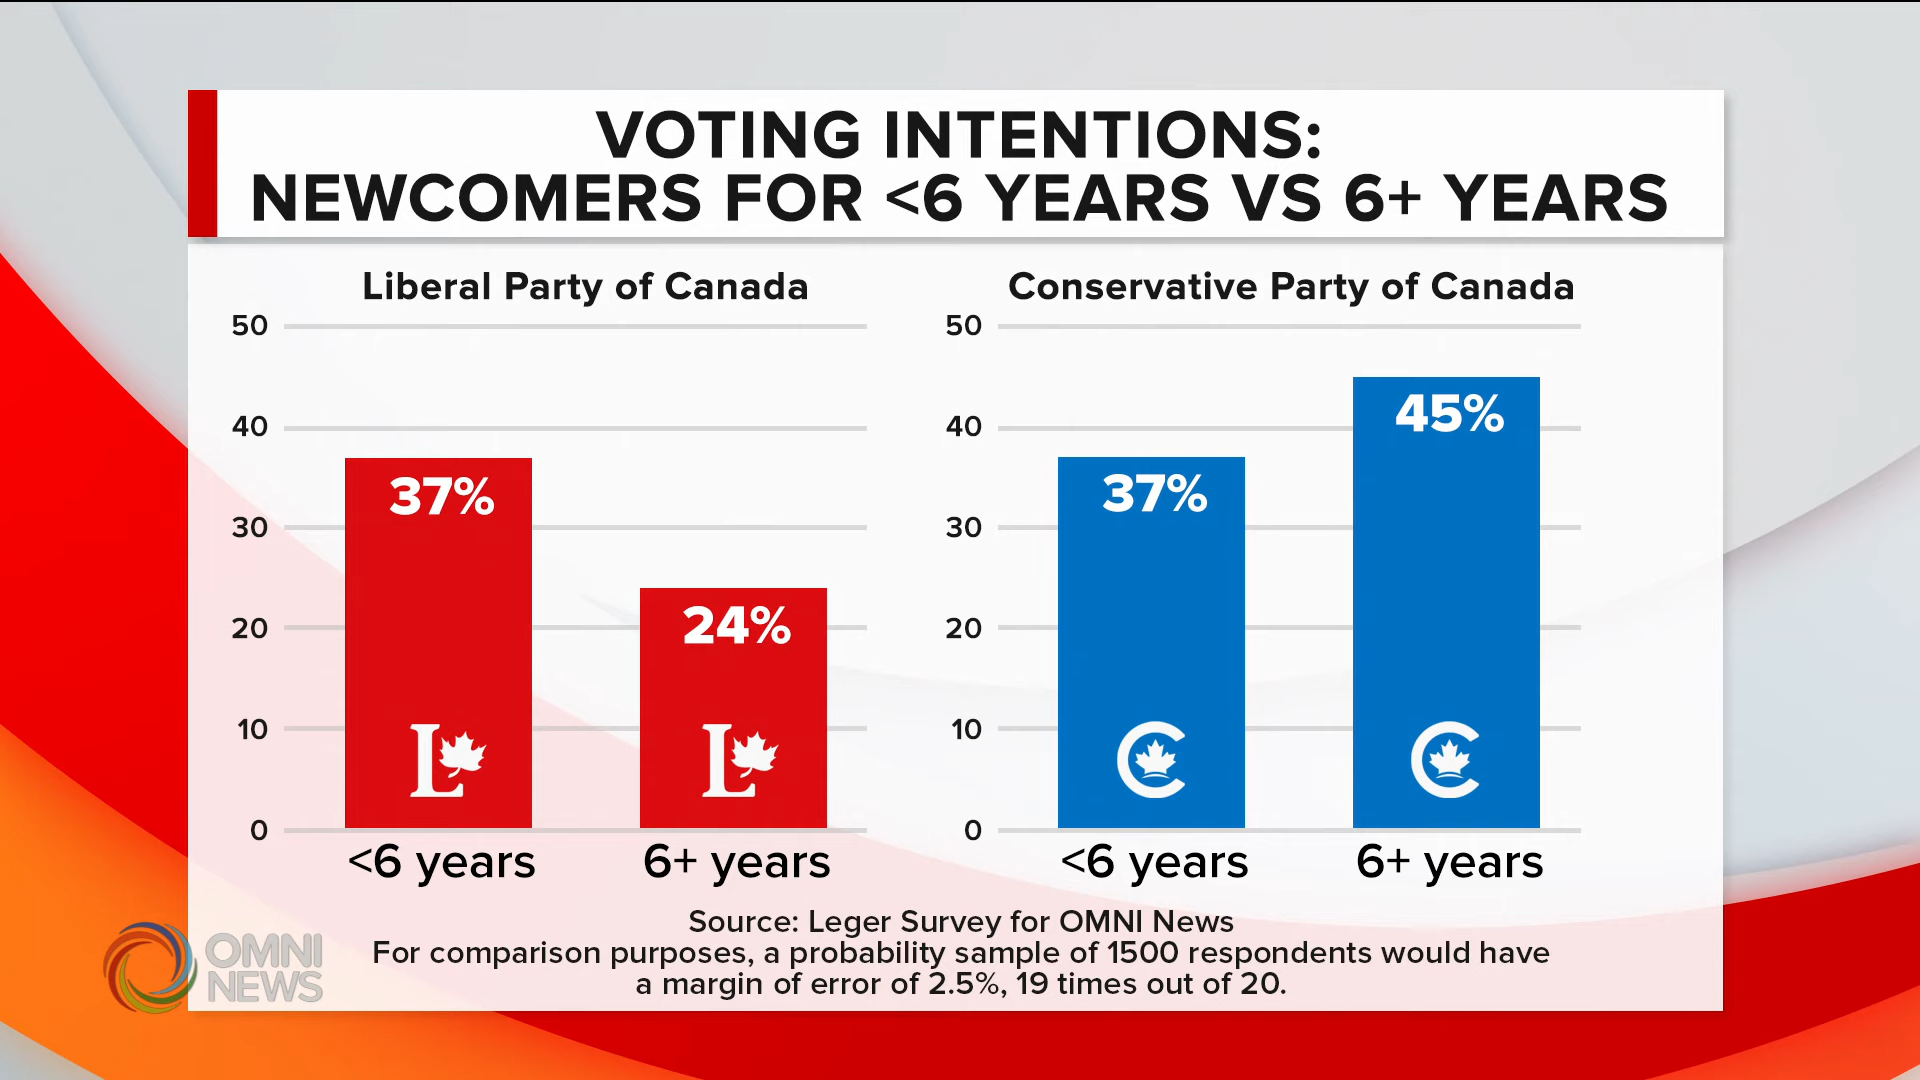 VOTING INTENTIONS:
NEWCOMERS FOR <6 YEARS VS 6+ YEARS
Liberal Party of Canada
50
40
30
20
10
0
37%
24%
L
L
<6 years
6+ years
Conservative Party of Canada
50
40
30
20
10
0
37%
45%
C
C
<6 years
6+ years
Source: Leger Survey for OMNI News
For comparison purposes, a probability sample of 1500 respondents would have
a margin of error of 2.5%, 19 times out of 20.
OMNI
NEWS